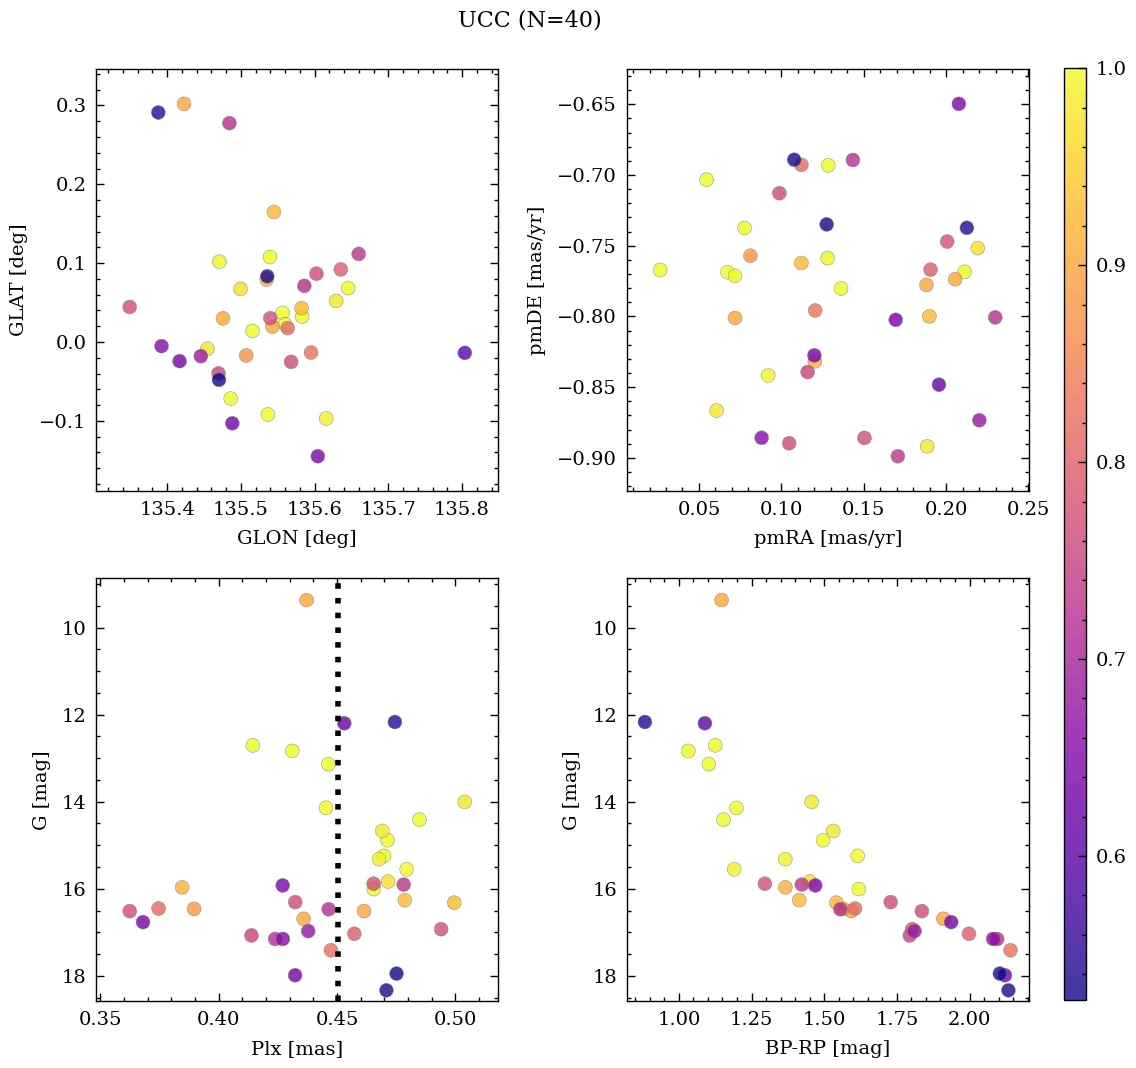 UCC (N=40)
0.3
0.2
0.1
0.0
−0.1
GLAT [deg]
135.4 135.5 135.6 135.7 135.8
GLON [deg]
−0.65
−0.70
−0.75
−0.80
−0.85
−0.90
pmDE [mas/yr]
0.05 0.10 0.15 0.20 0.25
pmRA [mas/yr]
10
12
14
16
18
G [mag]
0.35 0.40 0.45 0.50
Plx [mas]
10
12
14
16
18
G [mag]
1.00 1.25 1.50 1.75 2.00
BP-RP [mag]
1.0
0.9
0.8
0.7
0.6